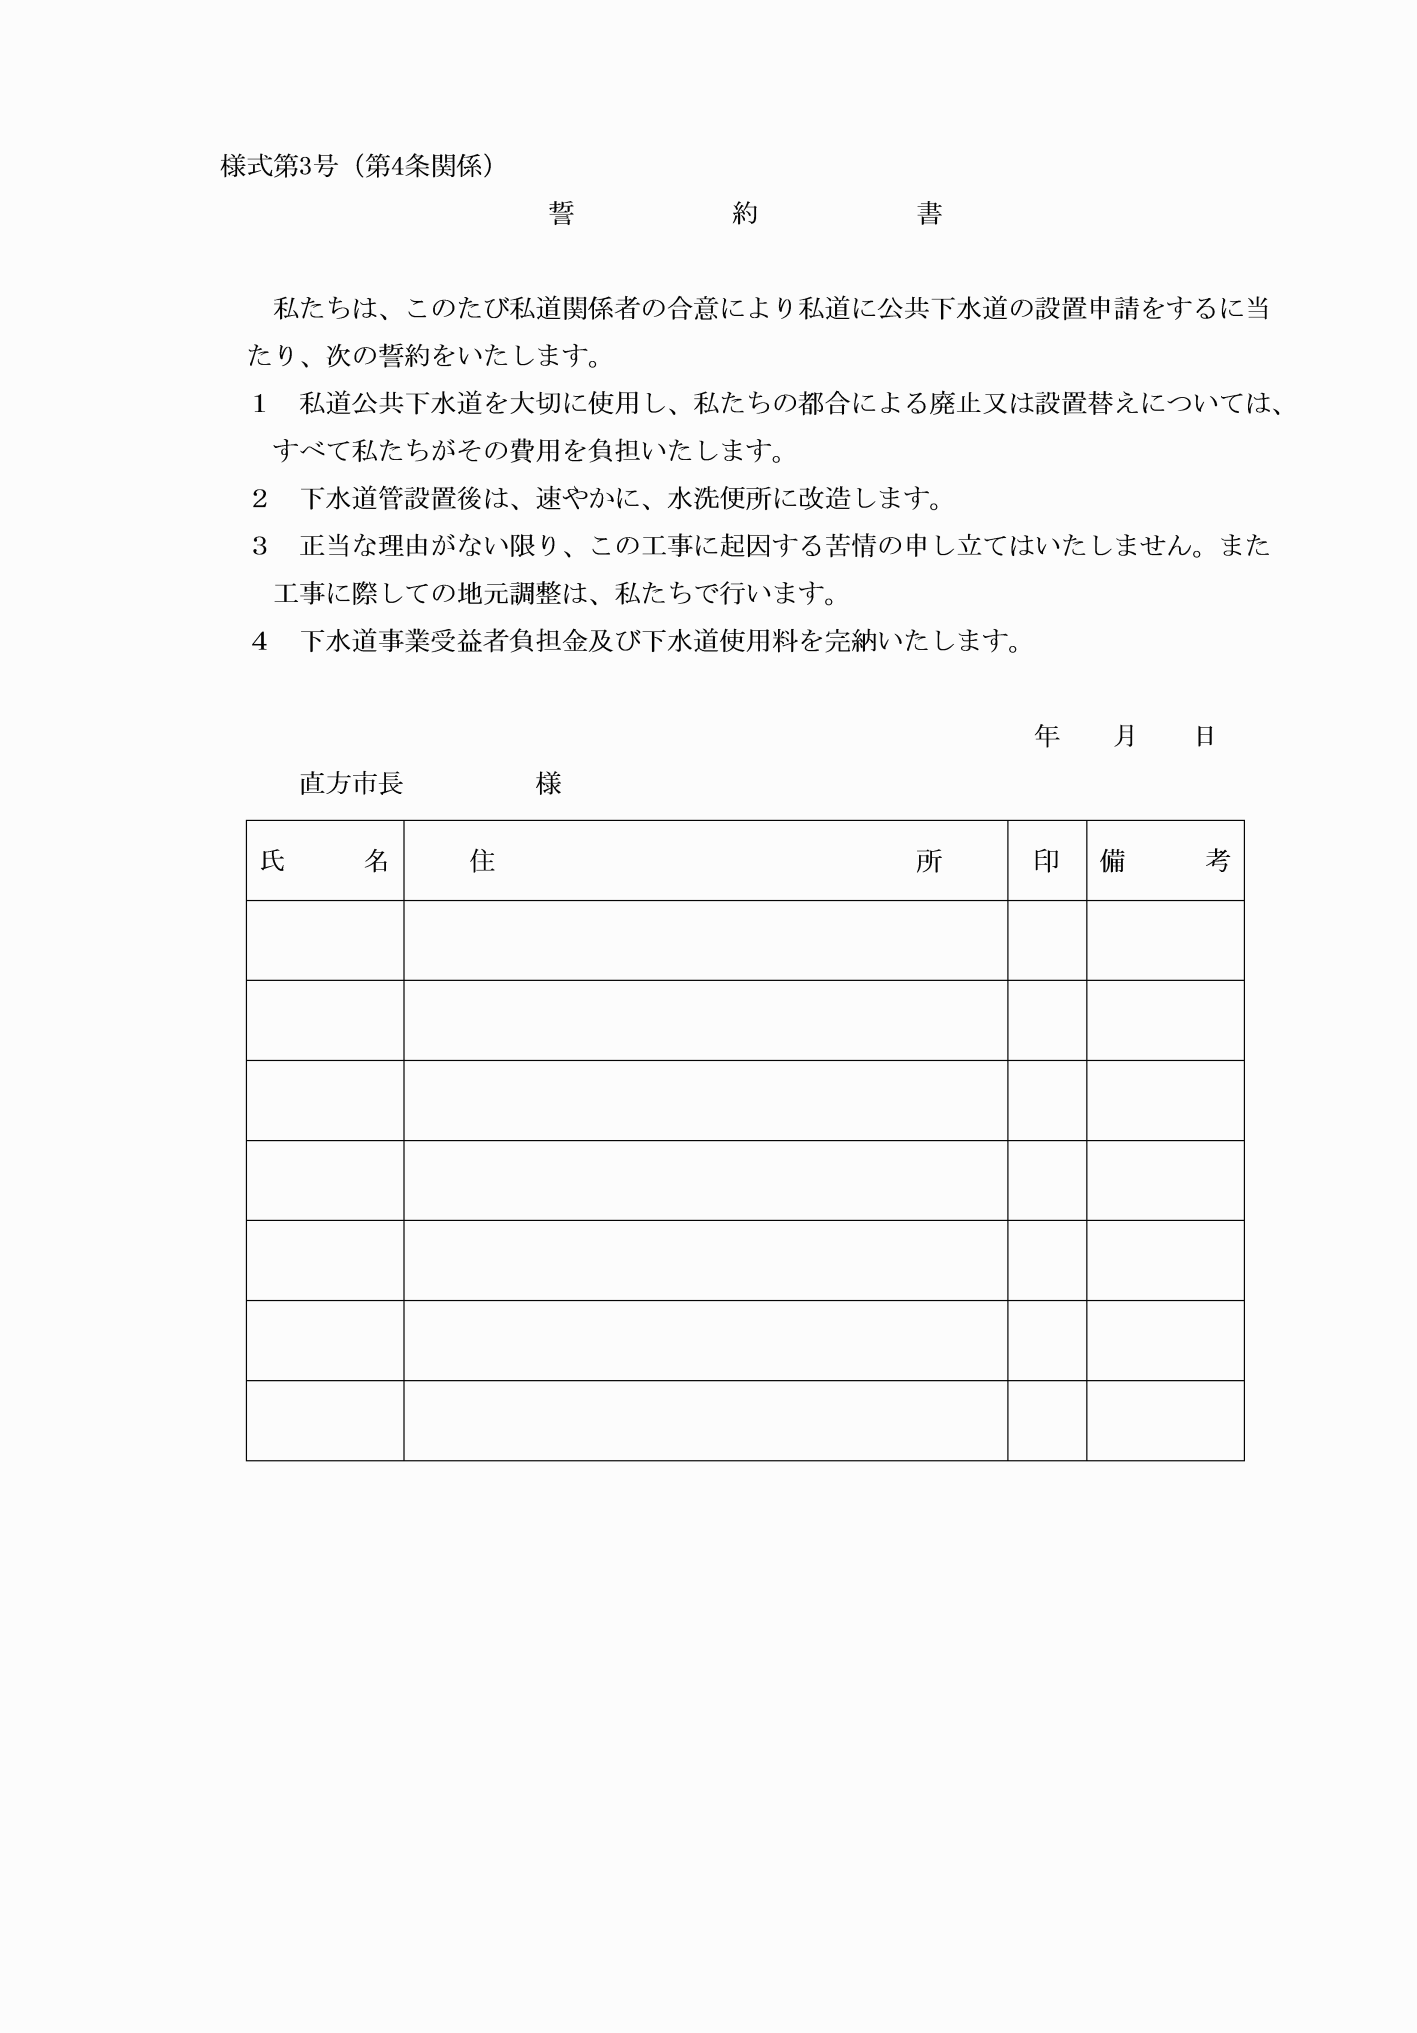 様式第3号（第4条関係）
誓　　　　　　約　　　　　　書
私たちは、このたび私道関係者の合意により私道に公共下水道の設置申請をするに当
たり、次の誓約をいたします。
１　私道公共下水道を大切に使用し、私たちの都合による廃止又は設置替えについては、
すべて私たちがその費用を負担いたします。
２　下水道管設置後は、速やかに、水洗便所に改造します。
３　正当な理由がない限り、この工事に起因する苦情の申し立てはいたしません。また
工事に際しての地元調整は、私たちで行います。
４　下水道事業受益者負担金及び下水道使用料を完納いたします。
年　　月　　日
直方市長　　　　　様
氏　　　名　住　　　　　　　　　　　　　　　　所　印　備　　　考